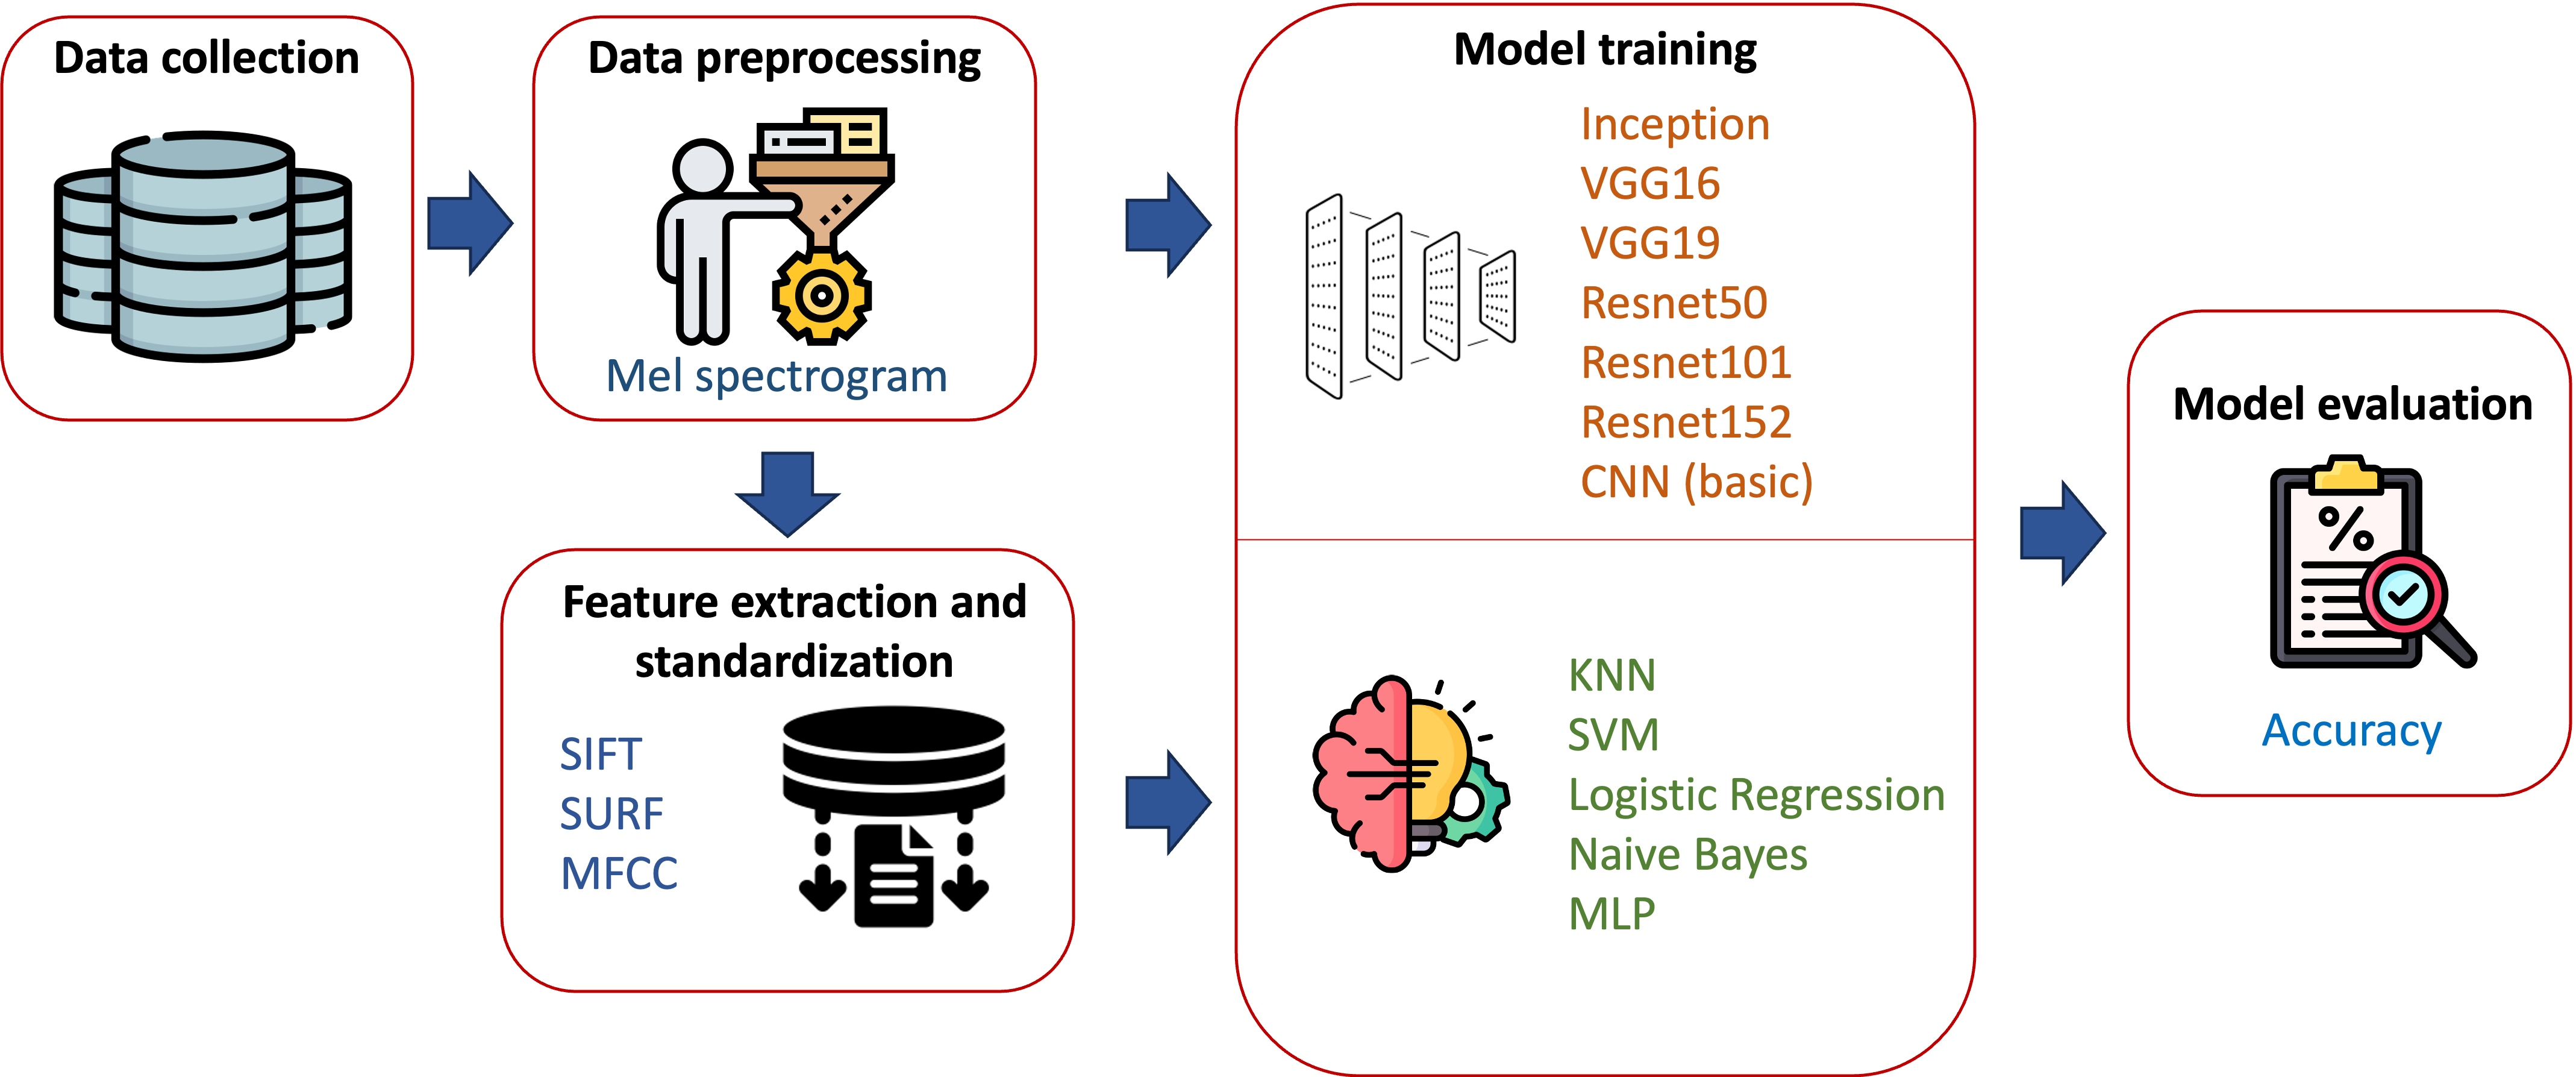 Data collection
Data preprocessing
Mel spectrogram
Feature extraction and
standardization
SIFT
SURF
MFCC
Model training
Inception
VGG16
VGG19
Resnet50
Resnet101
Resnet152
CNN (basic)
KNN
SVM
Logistic Regression
Naive Bayes
MLP
Model evaluation
%
Accuracy